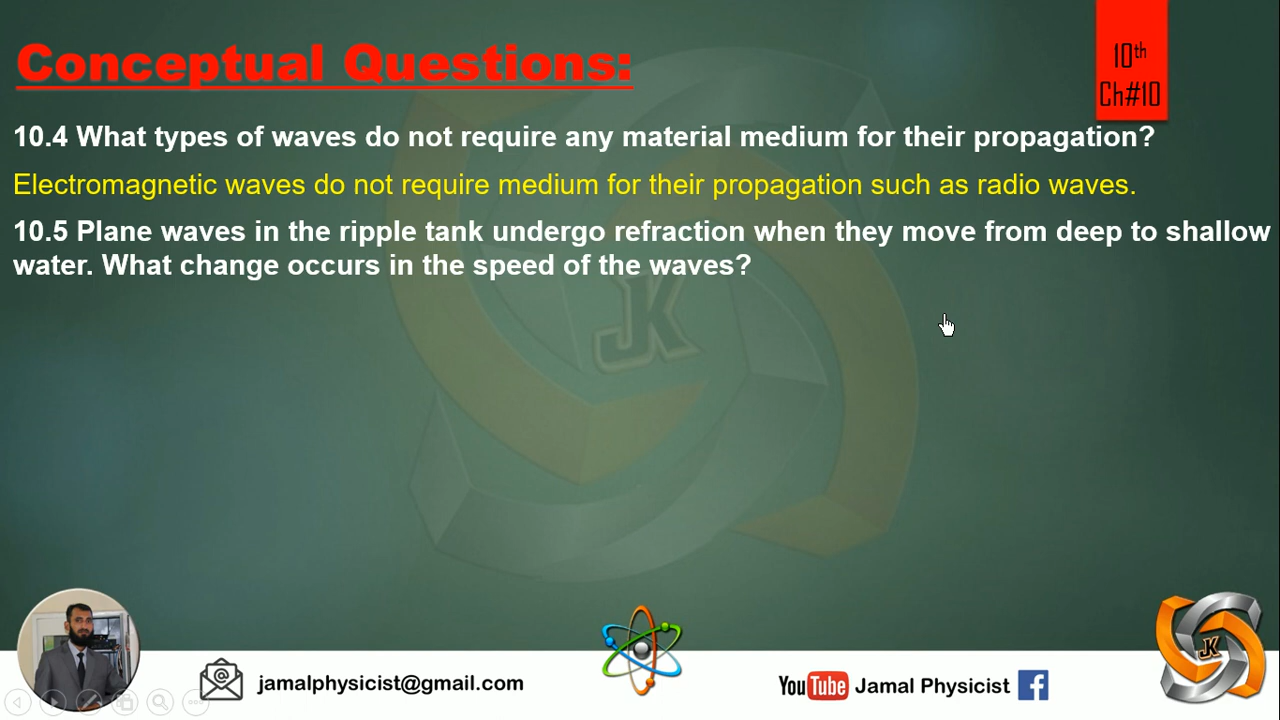 Conceptual Questions:
10th
Ch#10
10.4 What types of waves do not require any material medium for their propagation?
Electromagnetic waves do not require medium for their propagation such as radio waves.
10.5 Plane waves in the ripple tank undergo refraction when they move from deep to shallow
water. What change occurs in the speed of the waves?
JK
jamalphysicist@gmail.com
YouTube Jamal Physicist f
JK